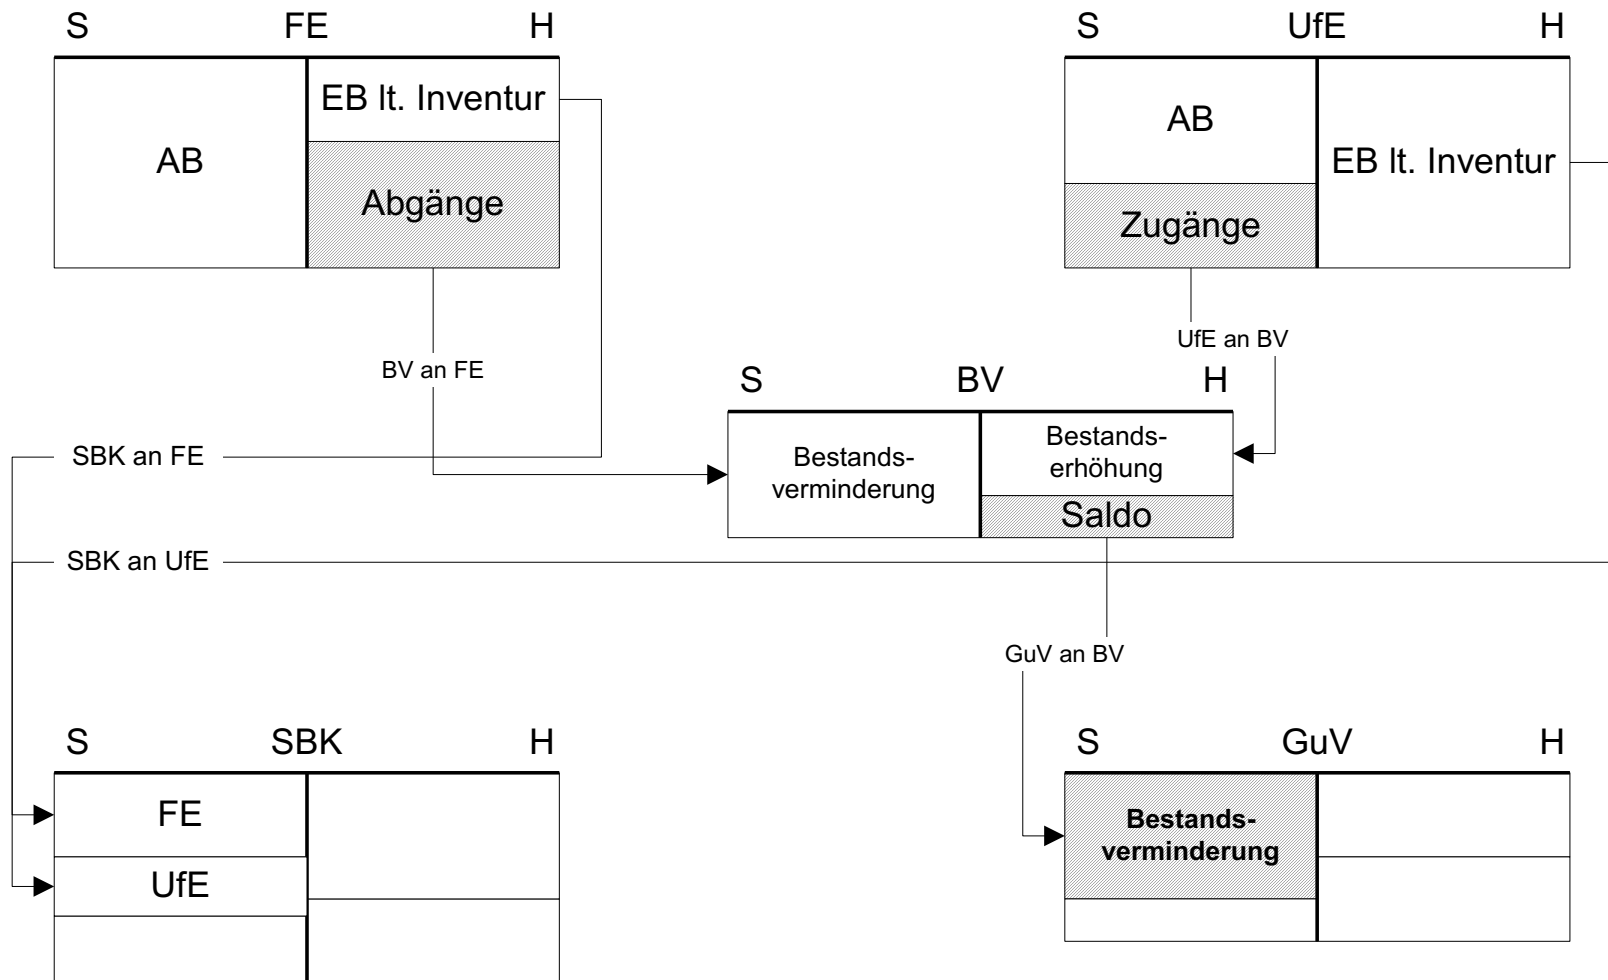 S FE H
AB
EB lt. Inventur
Abgänge
S UfE H
AB
Zugänge
EB lt. Inventur
BV an FE
UfE an BV
S BV H
Bestands-
verminderung
Bestands-
erhöhung
Saldo
SBK an FE
SBK an UfE
GuV an BV
S SBK H
FE
UfE
S GuV H
Bestands-
verminderung